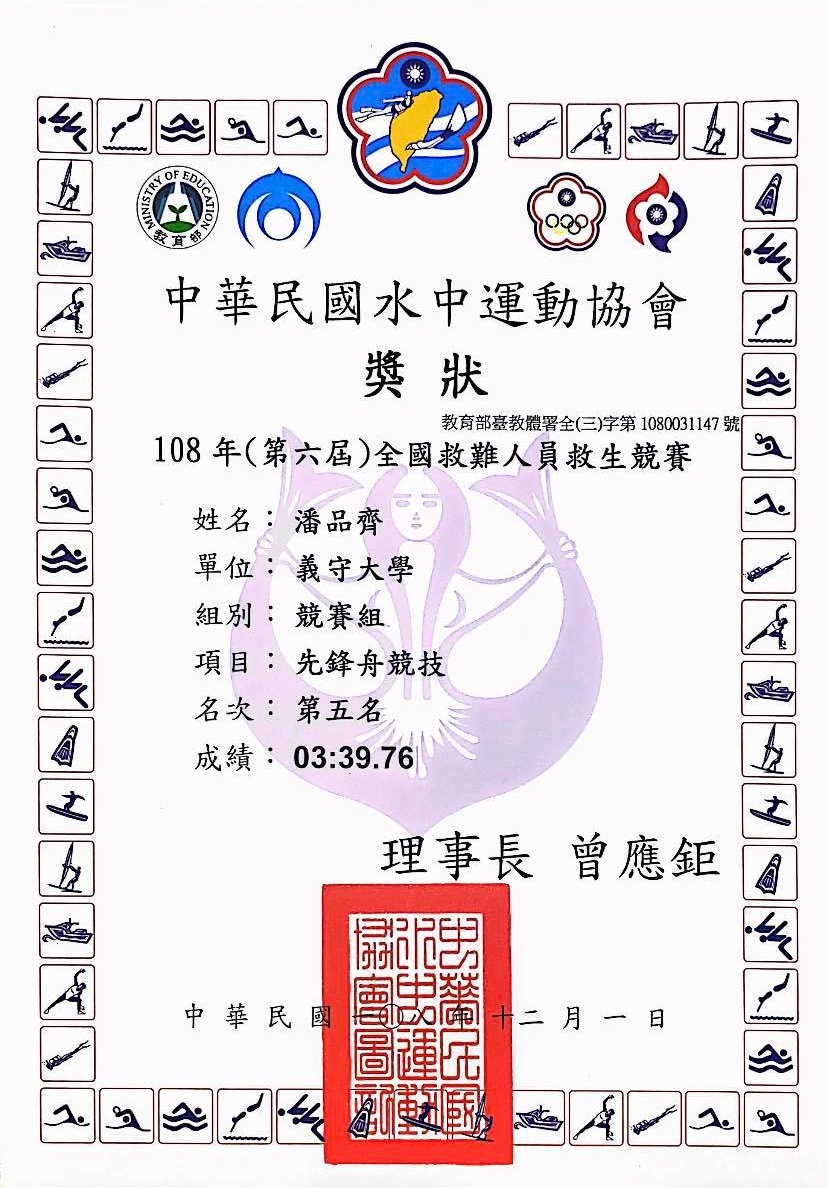 MINISTRY OF EDUCATION
教育部
中華民國水中運動協會
獎狀
教育部臺教體署全(三)字第 1080031147 號
108 年(第六屆)全國救難人員救生競賽
姓名：潘品齊
單位：義守大學
組別：競賽組
項目：先鋒舟競技
名次：第五名
成績：03:39.76
理事長 曾應鉅
中華民國一〇八年十二月一日
中華民國水中運動協會圖記